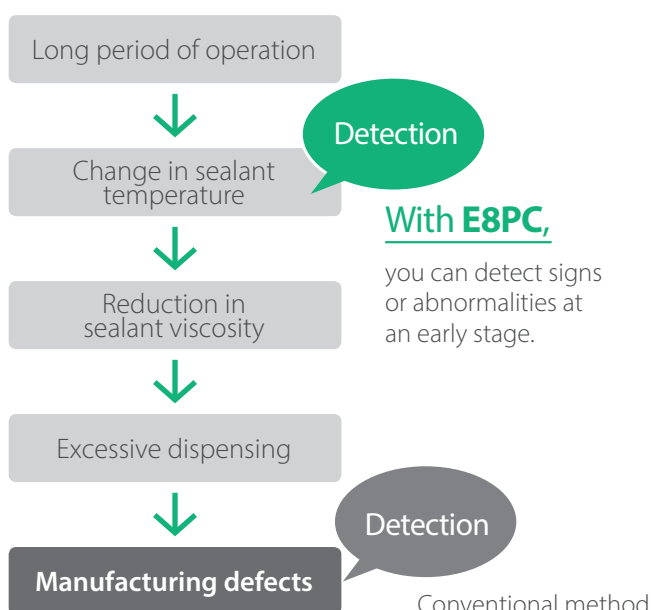 Long period of operation
Detection
Change in sealant
temperature
With E8PC,
you can detect signs
or abnormalities at
an early stage.
Reduction in
sealant viscosity
Excessive dispensing
Detection
Manufacturing defects
Conventional method